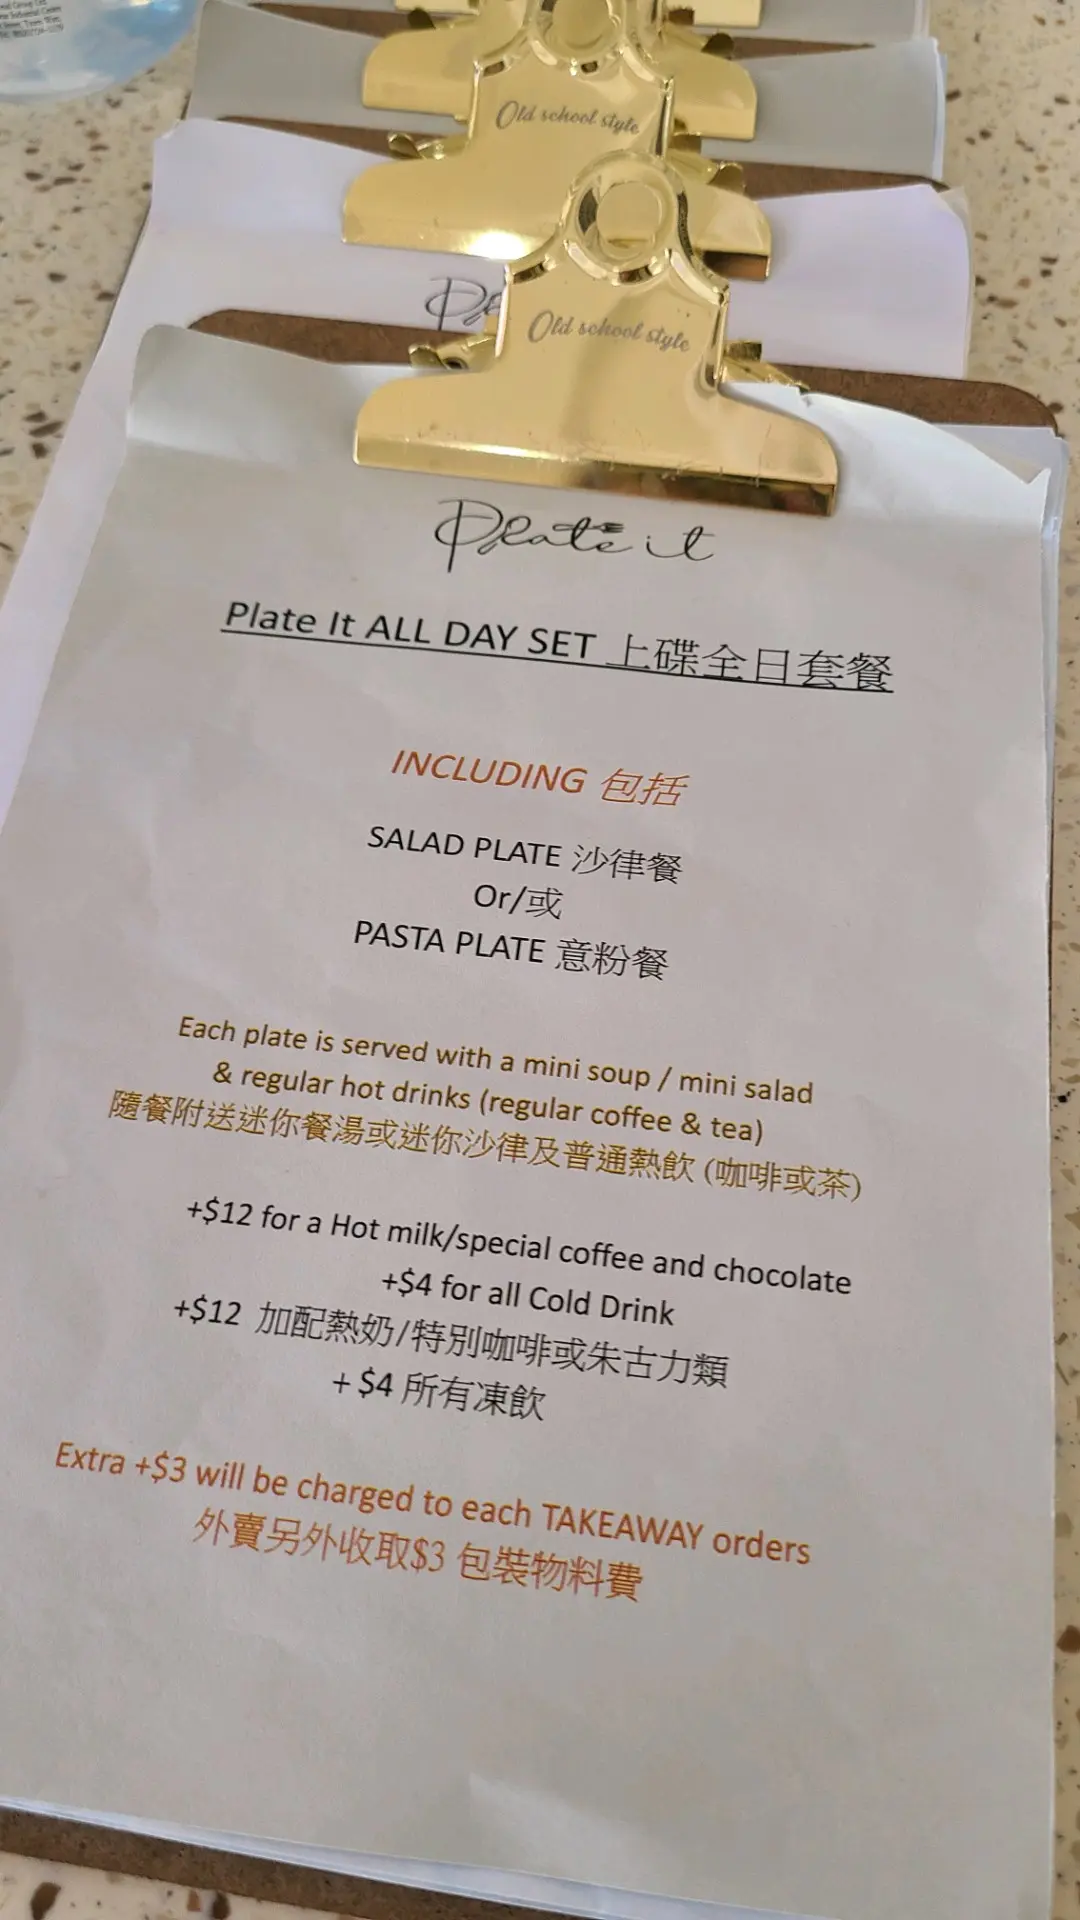 Old school style
Old school style
Plate it
Plate It ALL DAY SET 上碟全日套餐
INCLUDING 包括
SALAD PLATE 沙律餐
Or/或
PASTA PLATE 意粉餐
Each plate is served with a mini soup / mini salad
& regular hot drinks (regular coffee & tea)
隨餐附送迷你餐湯或迷你沙律及普通熱飲 (咖啡或茶)
+$12 for a Hot milk/special coffee and chocolate
+$4 for all Cold Drink
+$12 加配熱奶/特別咖啡或朱古力類
+ $4 所有凍飲
Extra +$3 will be charged to each TAKEAWAY orders
外賣另外收取$3 包裝物料費